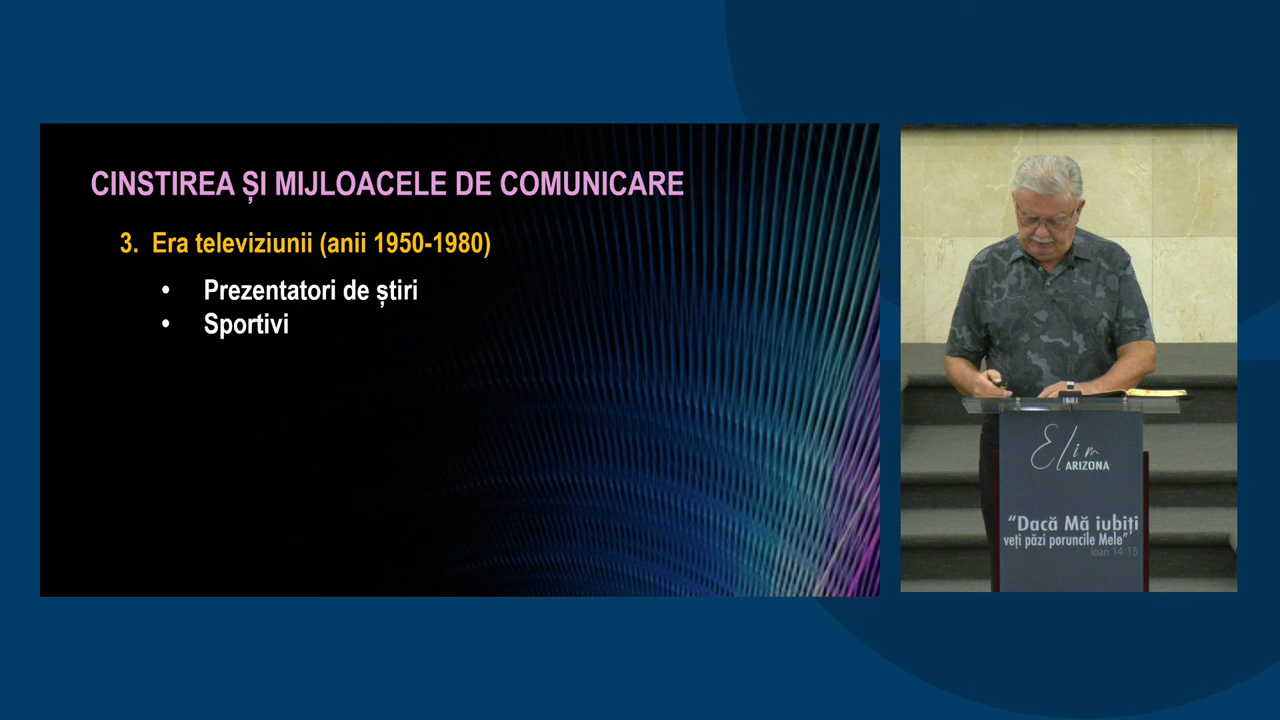 CINSTIREA ȘI MIJLOACELE DE COMUNICARE
3. Era televiziunii (anii 1950-1980)
• Prezentatori de știri
• Sportivi
Elim
ARIZONA
“Dacă Mă iubiți
veți păzi poruncile Mele”
Ioan 14:15